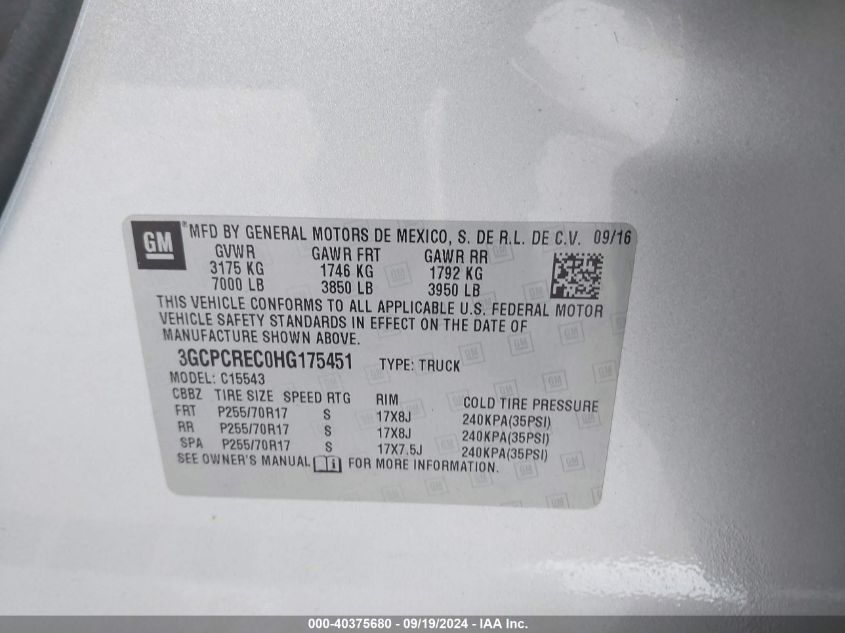 GM ® MFD BY GENERAL MOTORS DE MEXICO, S. DE R.L. DE C.V. 09/16
GVWR GAWR FRT GAWR RR
3175 KG 1746 KG 1792 KG
7000 LB 3850 LB 3950 LB
THIS VEHICLE CONFORMS TO ALL APPLICABLE U.S. FEDERAL MOTOR
VEHICLE SAFETY STANDARDS IN EFFECT ON THE DATE OF
MANUFACTURE SHOWN ABOVE.
3GCPCREC0HG175451 TYPE: TRUCK
MODEL: C15543
CBBZ TIRE SIZE SPEED RTG RIM COLD TIRE PRESSURE
FRT P255/70R17 S 17X8J 240KPA(35PSI)
RR P255/70R17 S 17X8J 240KPA(35PSI)
SPA P255/70R17 S 17X7.5J 240KPA(35PSI)
SEE OWNER'S MANUAL FOR MORE INFORMATION.
000-40375680 - 09/19/2024 - IAA Inc.